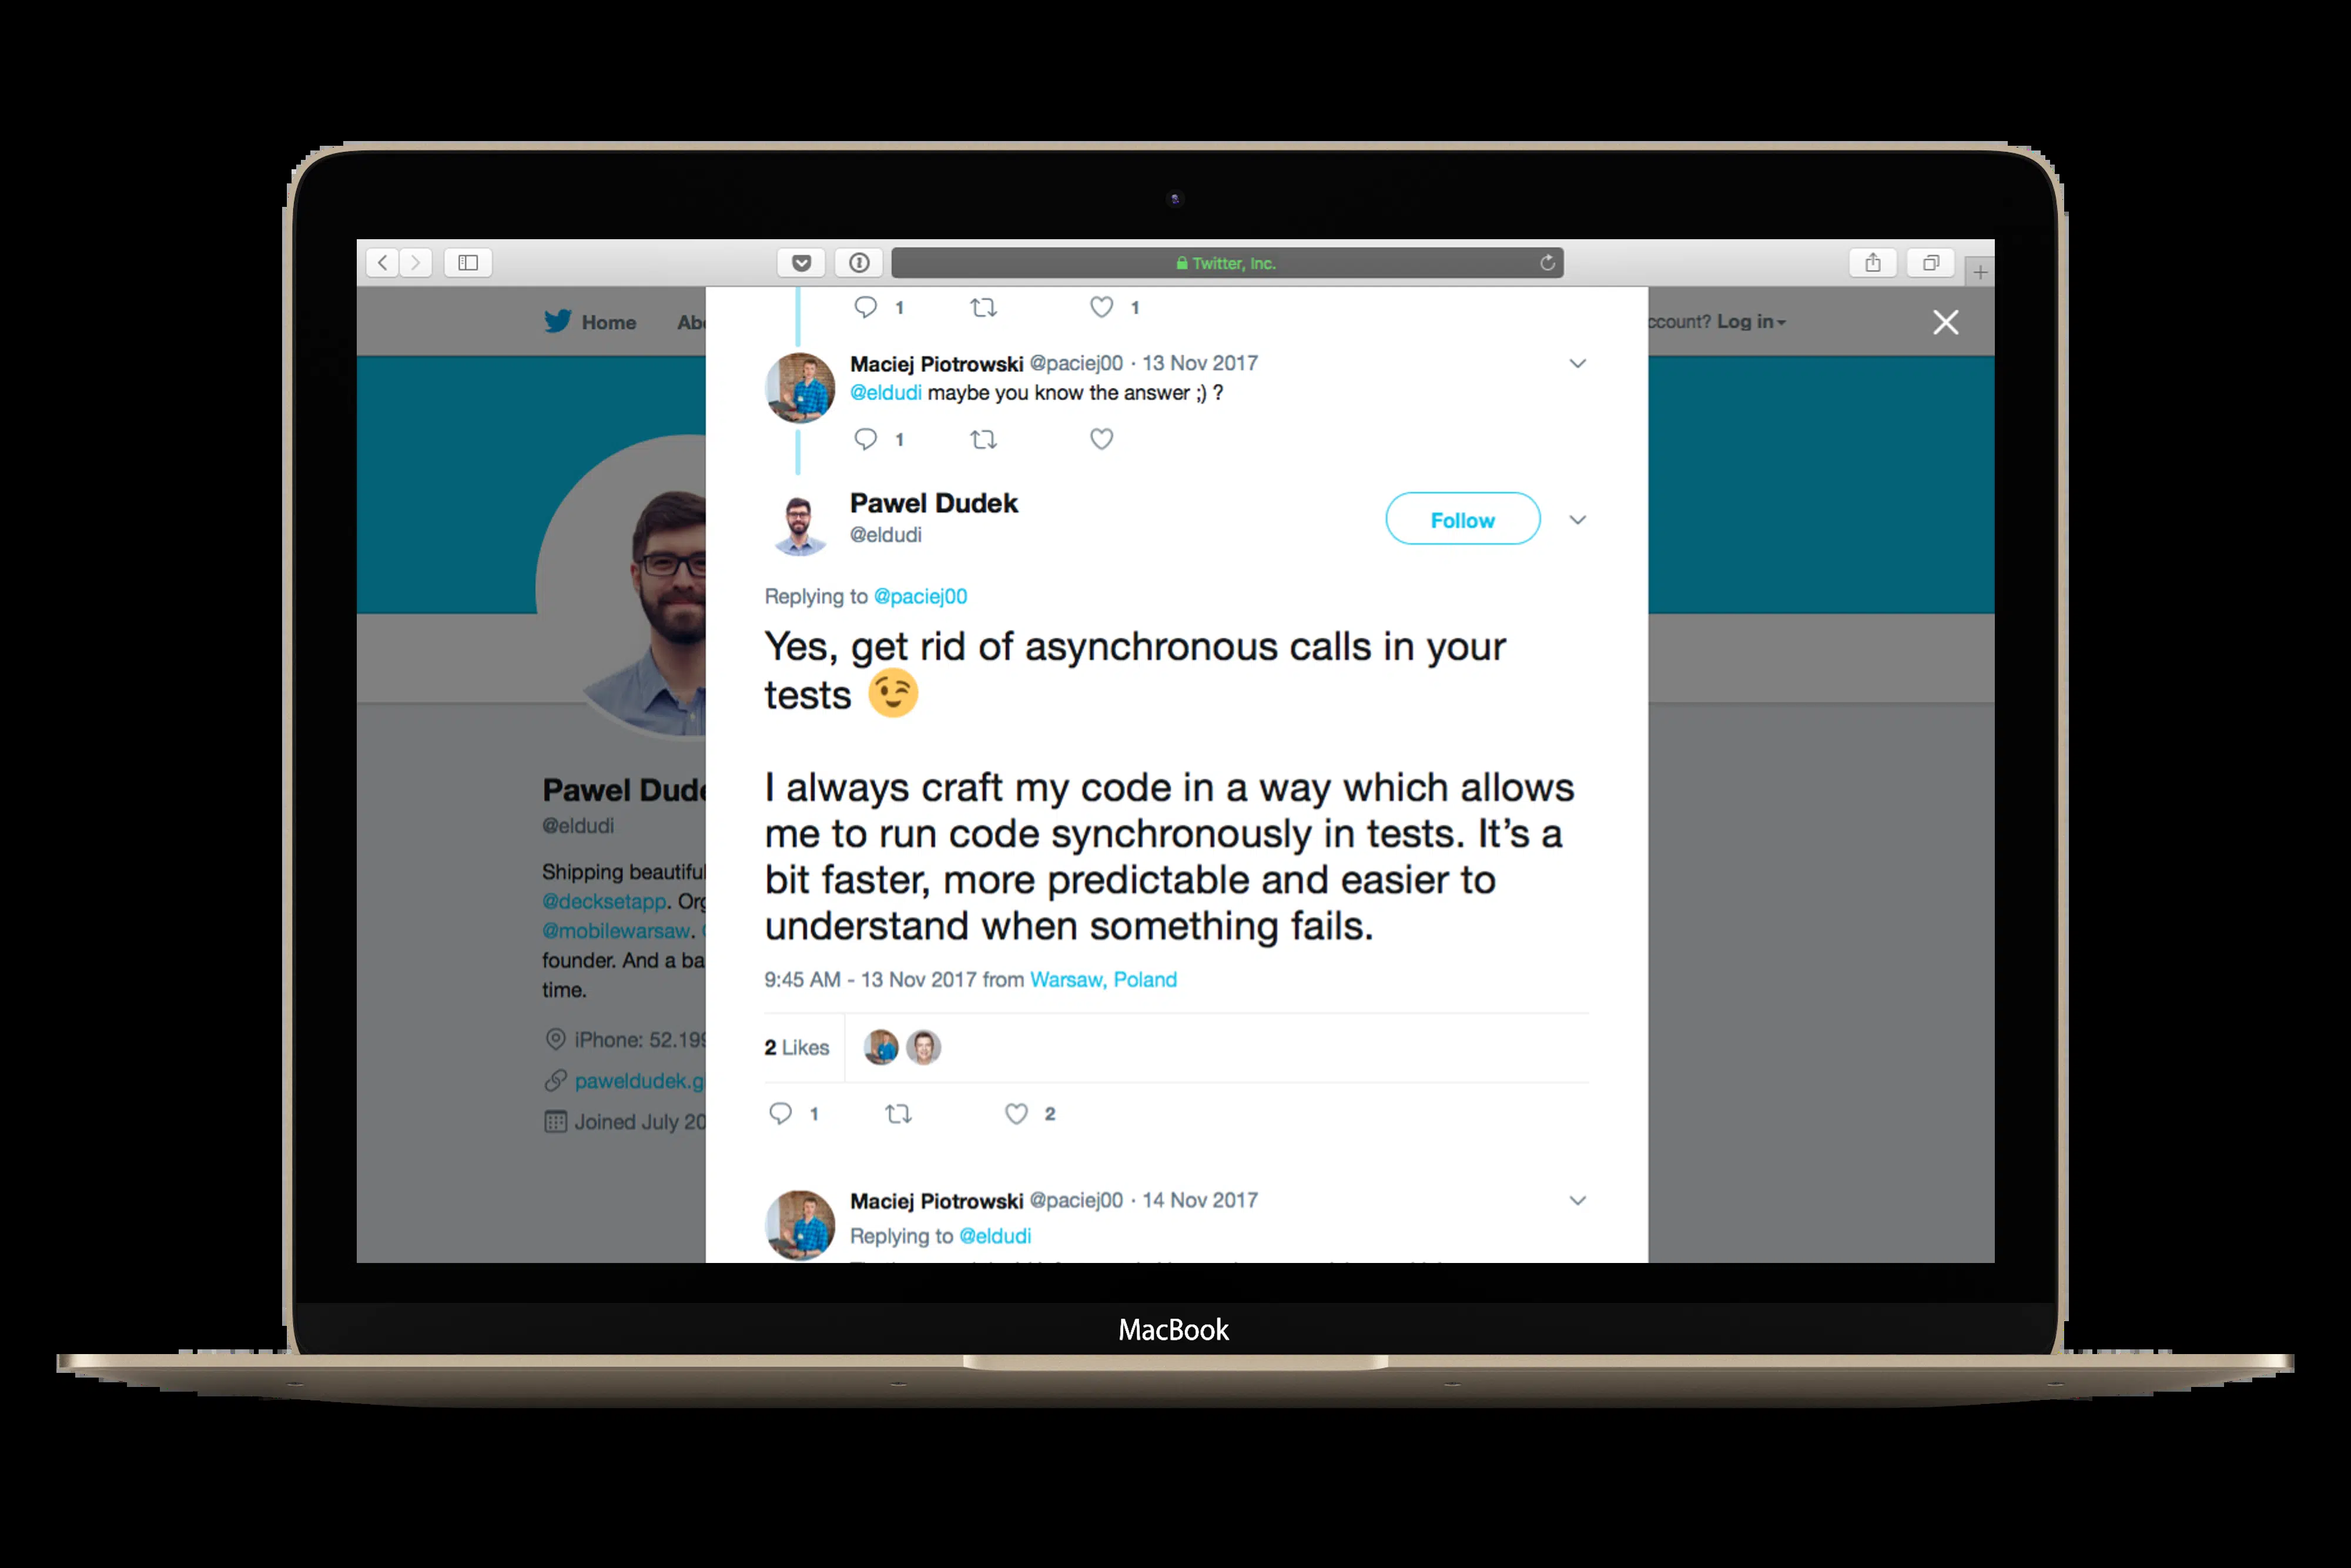 Twitter, Inc.
Home
ccount? Log in
1 1
Maciej Piotrowski @paciej00 · 13 Nov 2017
@eldudi maybe you know the answer ;) ?
1
Pawel Dudek
@eldudi
Follow
Replying to @paciej00
Yes, get rid of asynchronous calls in your
tests 😉
I always craft my code in a way which allows
me to run code synchronously in tests. It's a
bit faster, more predictable and easier to
understand when something fails.
9:45 AM - 13 Nov 2017 from Warsaw, Poland
2 Likes
1 2
Maciej Piotrowski @paciej00 · 14 Nov 2017
Replying to @eldudi
Pawel Dude
@eldudi
Shipping beautiful
@decksetapp. Org
@mobilewarsaw.
founder. And a ba
time.
iPhone: 52.199
paweldudek.g
Joined July 20
MacBook